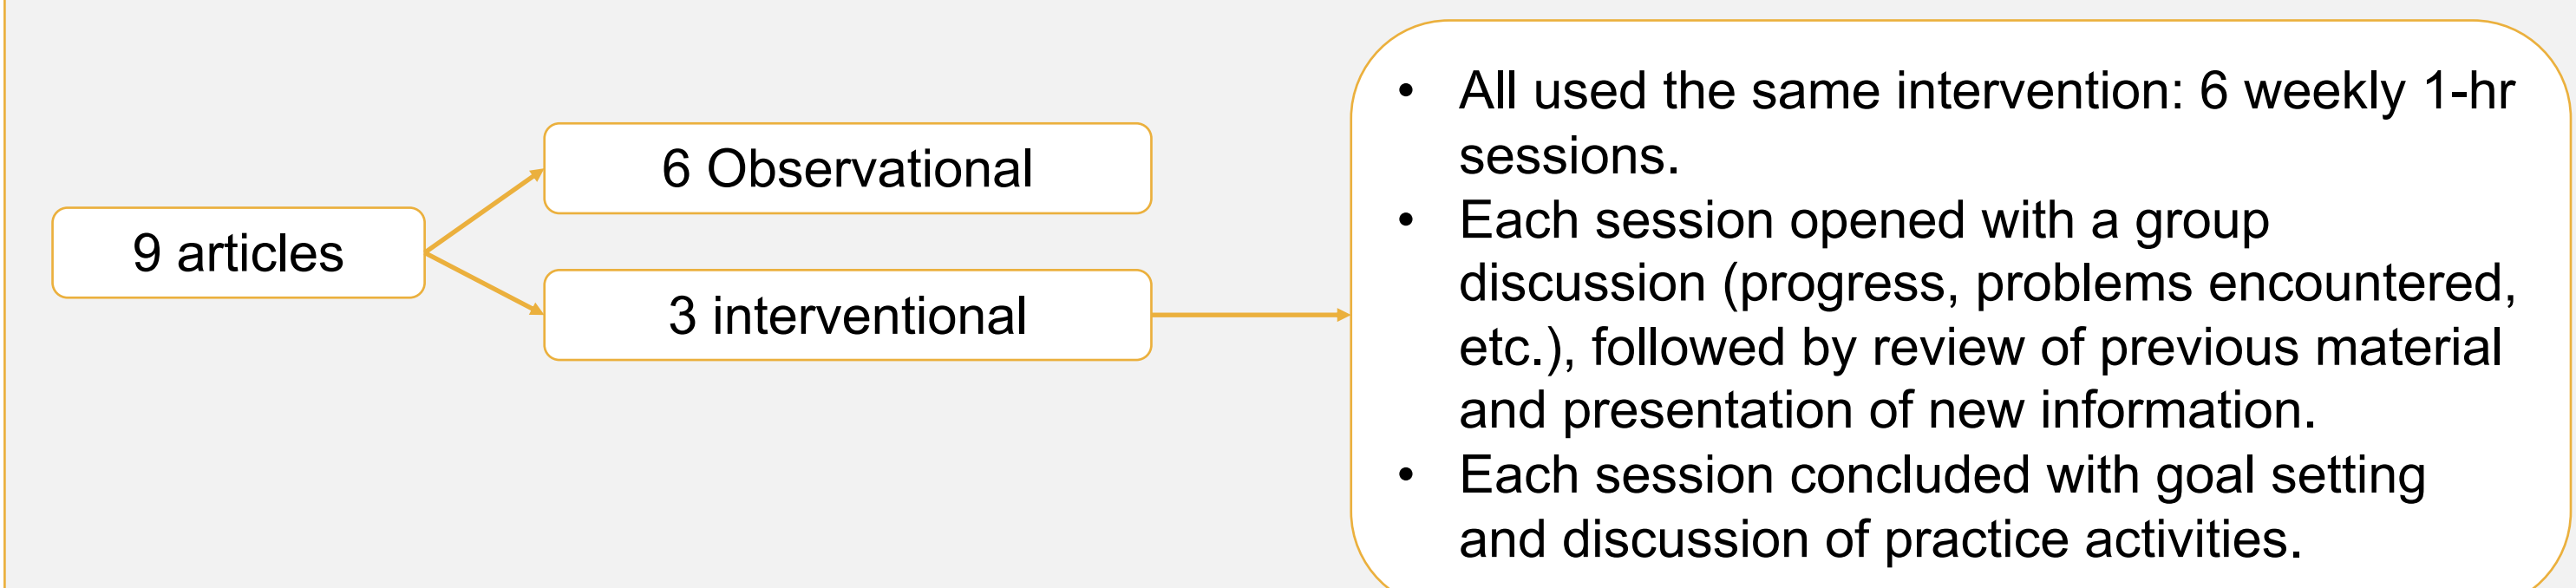 9 articles
6 Observational
3 interventional
• All used the same intervention: 6 weekly 1-hr
sessions.
• Each session opened with a group
discussion (progress, problems encountered,
etc.), followed by review of previous material
and presentation of new information.
• Each session concluded with goal setting
and discussion of practice activities.